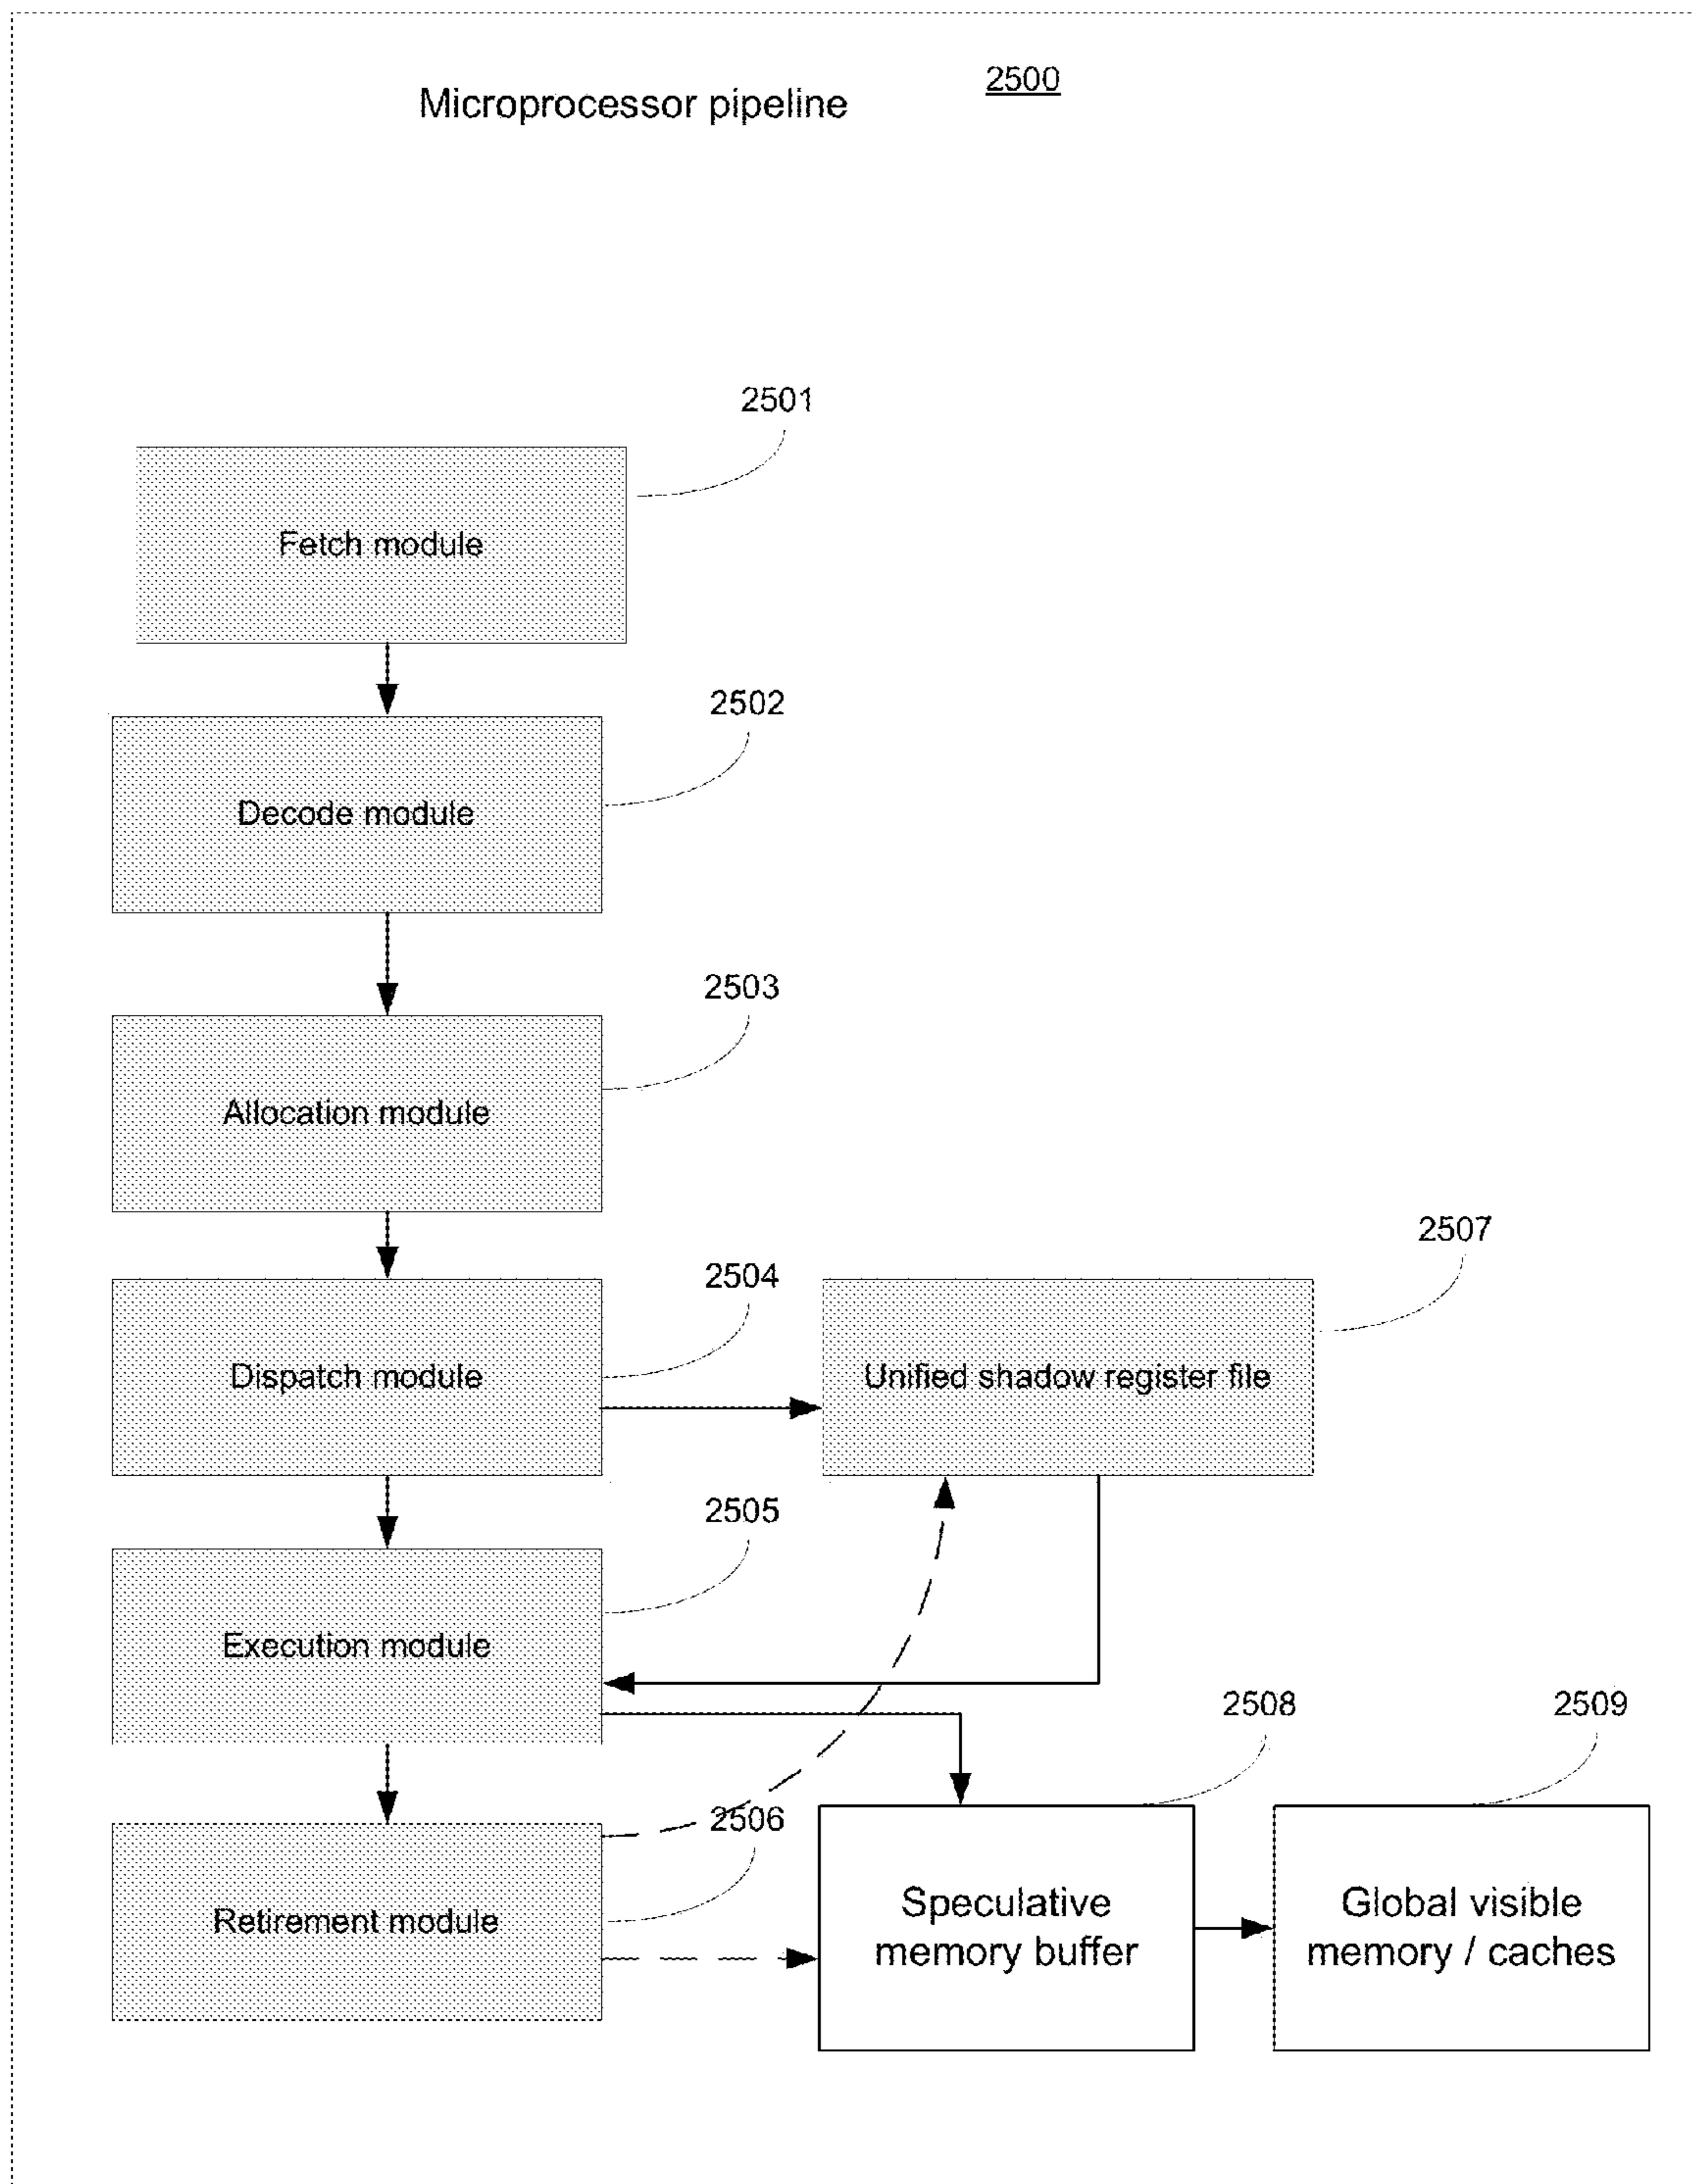 Microprocessor pipeline
2500
2501
Fetch module
2502
Decode module
2503
Allocation module
2504
Dispatch module
2507
Unified shadow register file
2505
Execution module
2506
Retirement module
2508
Speculative
memory buffer
2509
Global visible
memory / caches